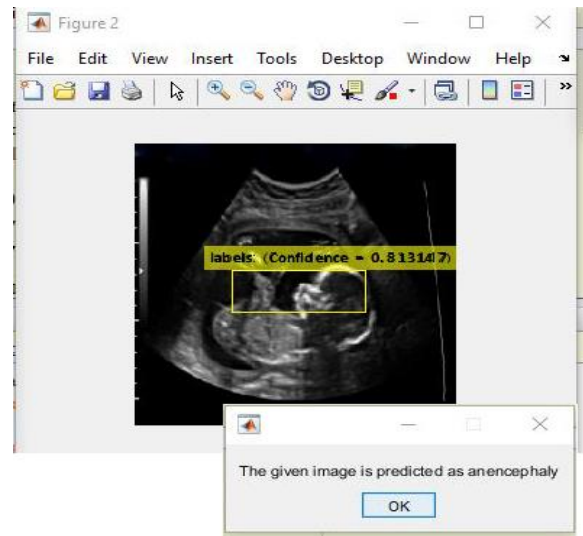 Figure 2
File Edit View Insert Tools Desktop Window Help
labels: (Confidence = 0.813147)
The given image is predicted as anencephaly
OK